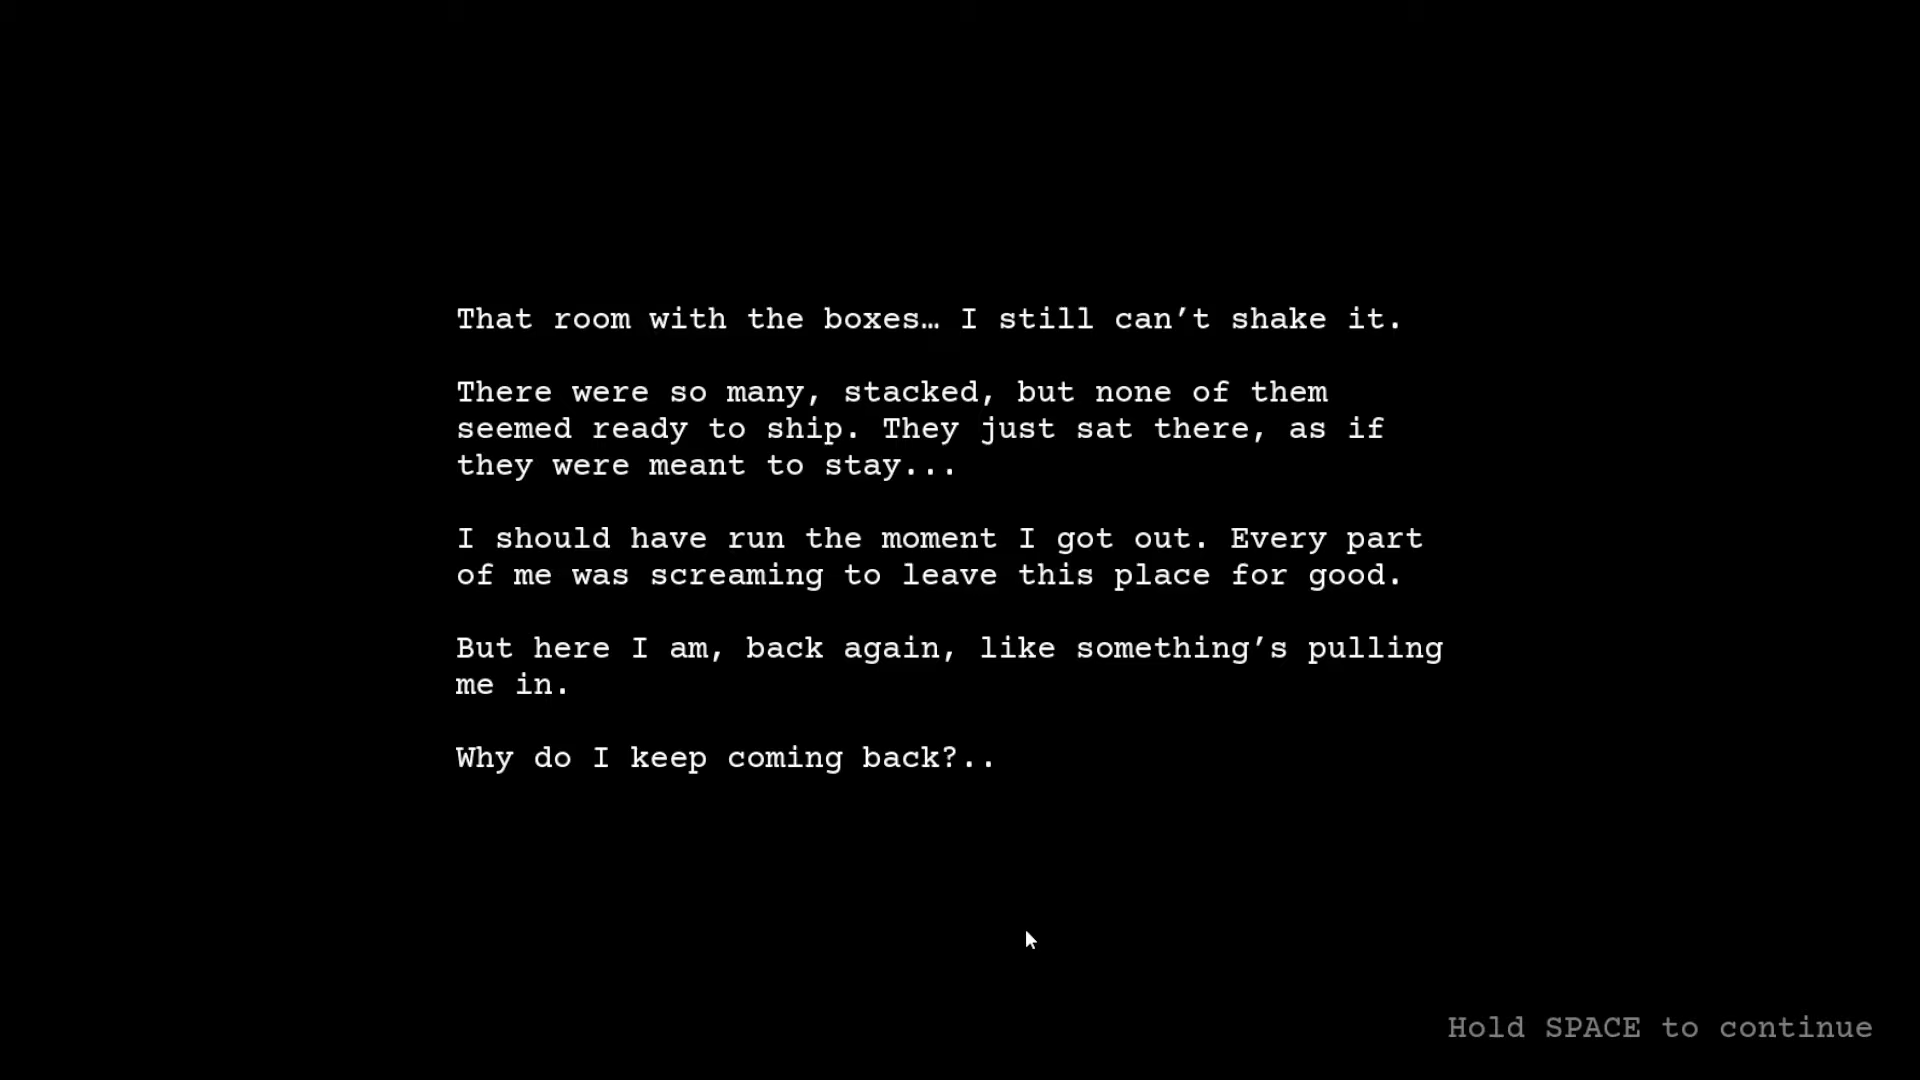 That room with the boxes… I still can’t shake it.
There were so many, stacked, but none of them
seemed ready to ship. They just sat there, as if
they were meant to stay...
I should have run the moment I got out. Every part
of me was screaming to leave this place for good.
But here I am, back again, like something’s pulling
me in.
Why do I keep coming back?..
Hold SPACE to continue